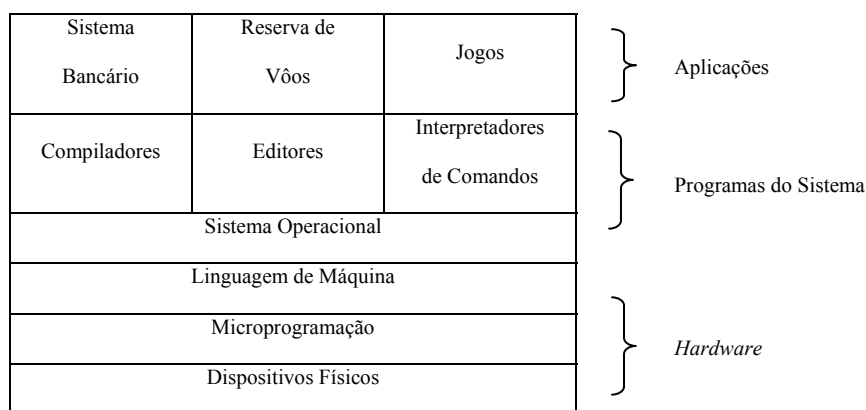 Sistema
Bancário
Reserva de
Vôos
Jogos
Aplicações
Compiladores
Editores
Interpretadores
de Comandos
Programas do Sistema
Sistema Operacional
Linguagem de Máquina
Microprogramação
Hardware
Dispositivos Físicos